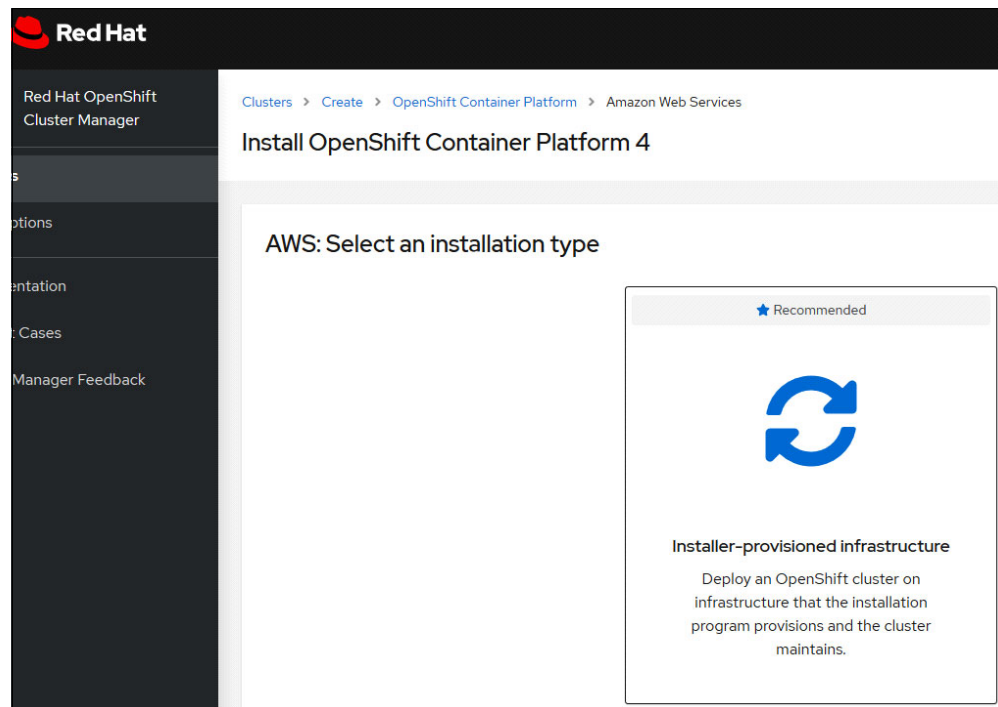 Red Hat
Red Hat OpenShift
Cluster Manager
s
ptions
entation
t Cases
Manager Feedback
Clusters > Create > OpenShift Container Platform > Amazon Web Services
Install OpenShift Container Platform 4
AWS: Select an installation type
Recommended
Installer-provisioned infrastructure
Deploy an OpenShift cluster on
infrastructure that the installation
program provisions and the cluster
maintains.